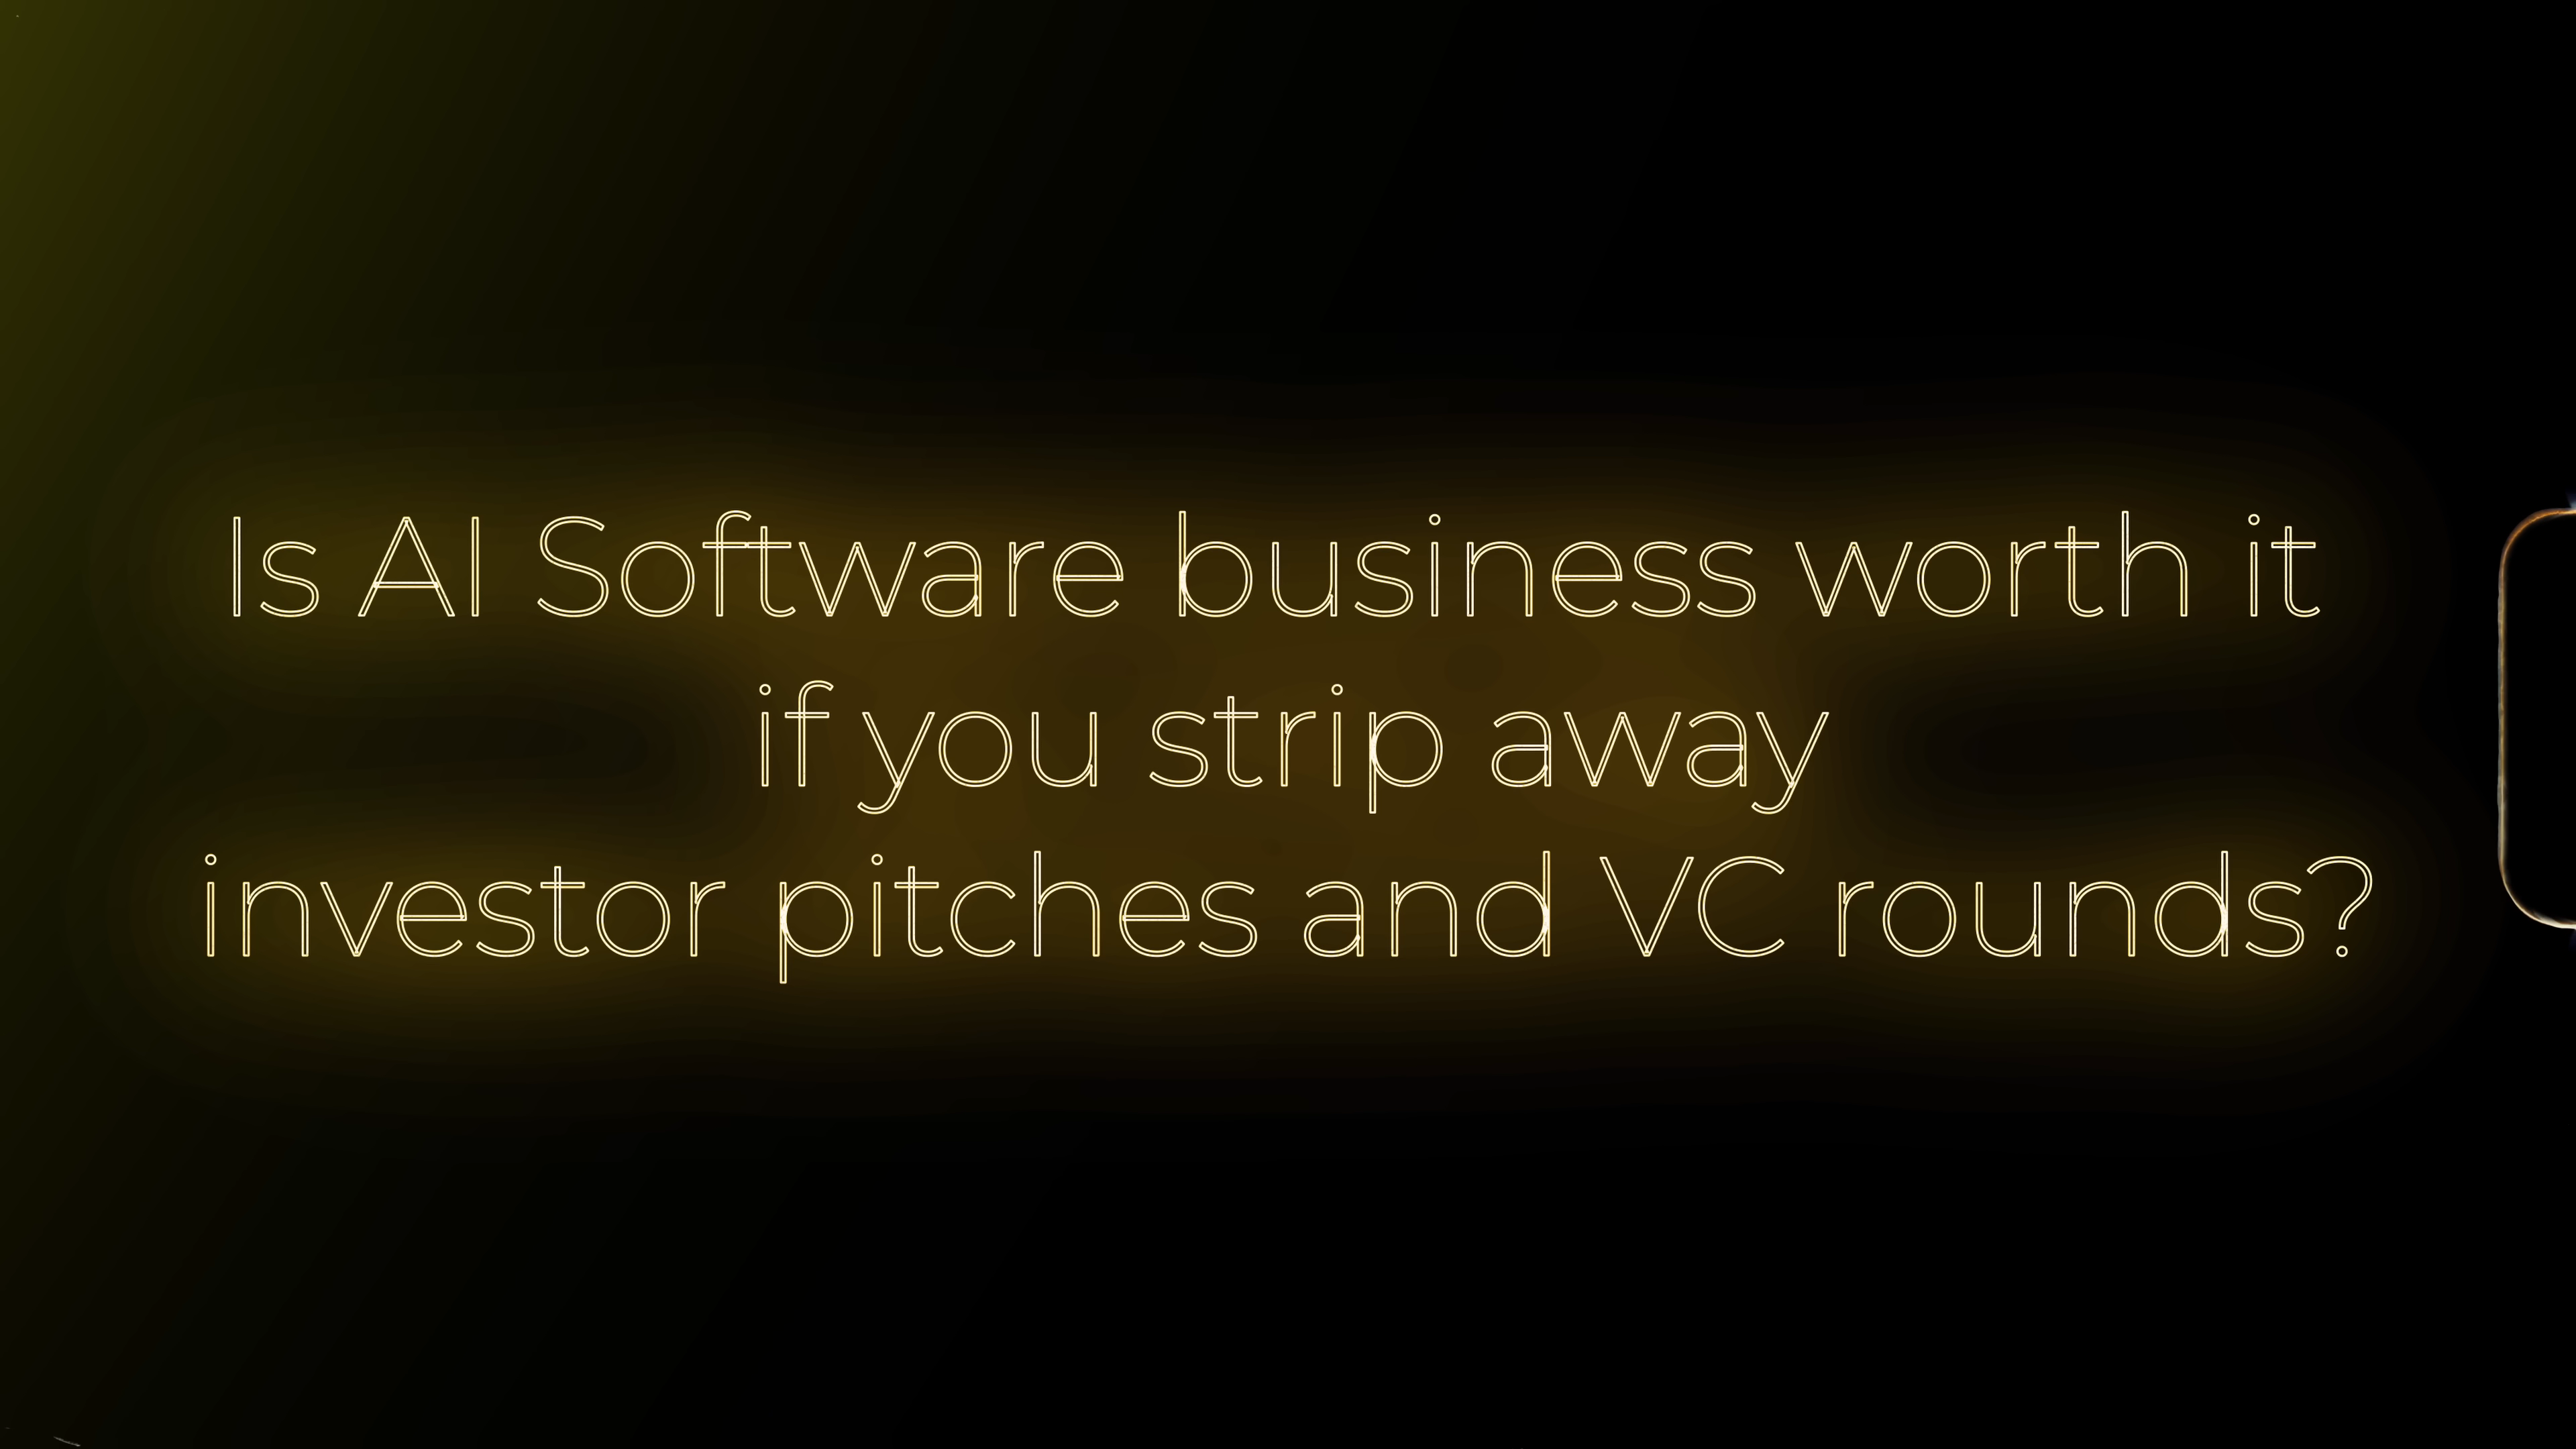 Is AI Software business worth it
if you strip away
investor pitches and VC rounds?